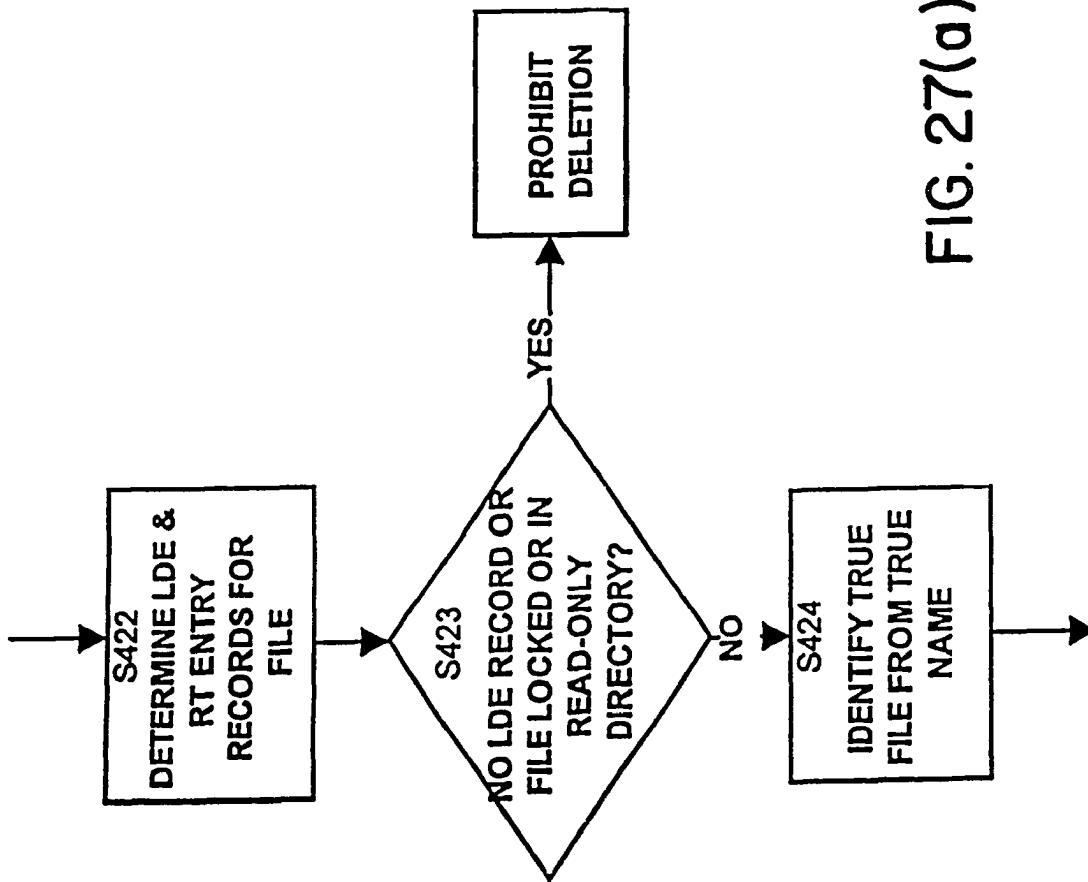 S422
DETERMINE LDE &
RT ENTRY
RECORDS FOR
FILE
S423
NO LDE RECORD OR
FILE LOCKED OR IN
READ-ONLY
DIRECTORY?
YES
PROHIBIT
DELETION
NO
S424
IDENTIFY TRUE
FILE FROM TRUE
NAME
FIG. 27(a)